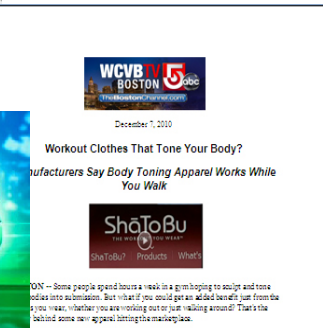 WCVB TV 5 abc
BOSTON
TheBostonChannel.com
December 7, 2010
Workout Clothes That Tone Your Body?
nufacturers Say Body Toning Apparel Works While
You Walk
ShaToBu
THE WORKOUT YOU WEAR
ShaToBu? Products What's
TON -- Some people spend hours a week in a gym hoping to sculpt and tone
odies into submission. But what if you could get an added benefit just from the
s you wear, whether you are working out or just walking around? That's the
behind some new apparel hitting the marketplace.